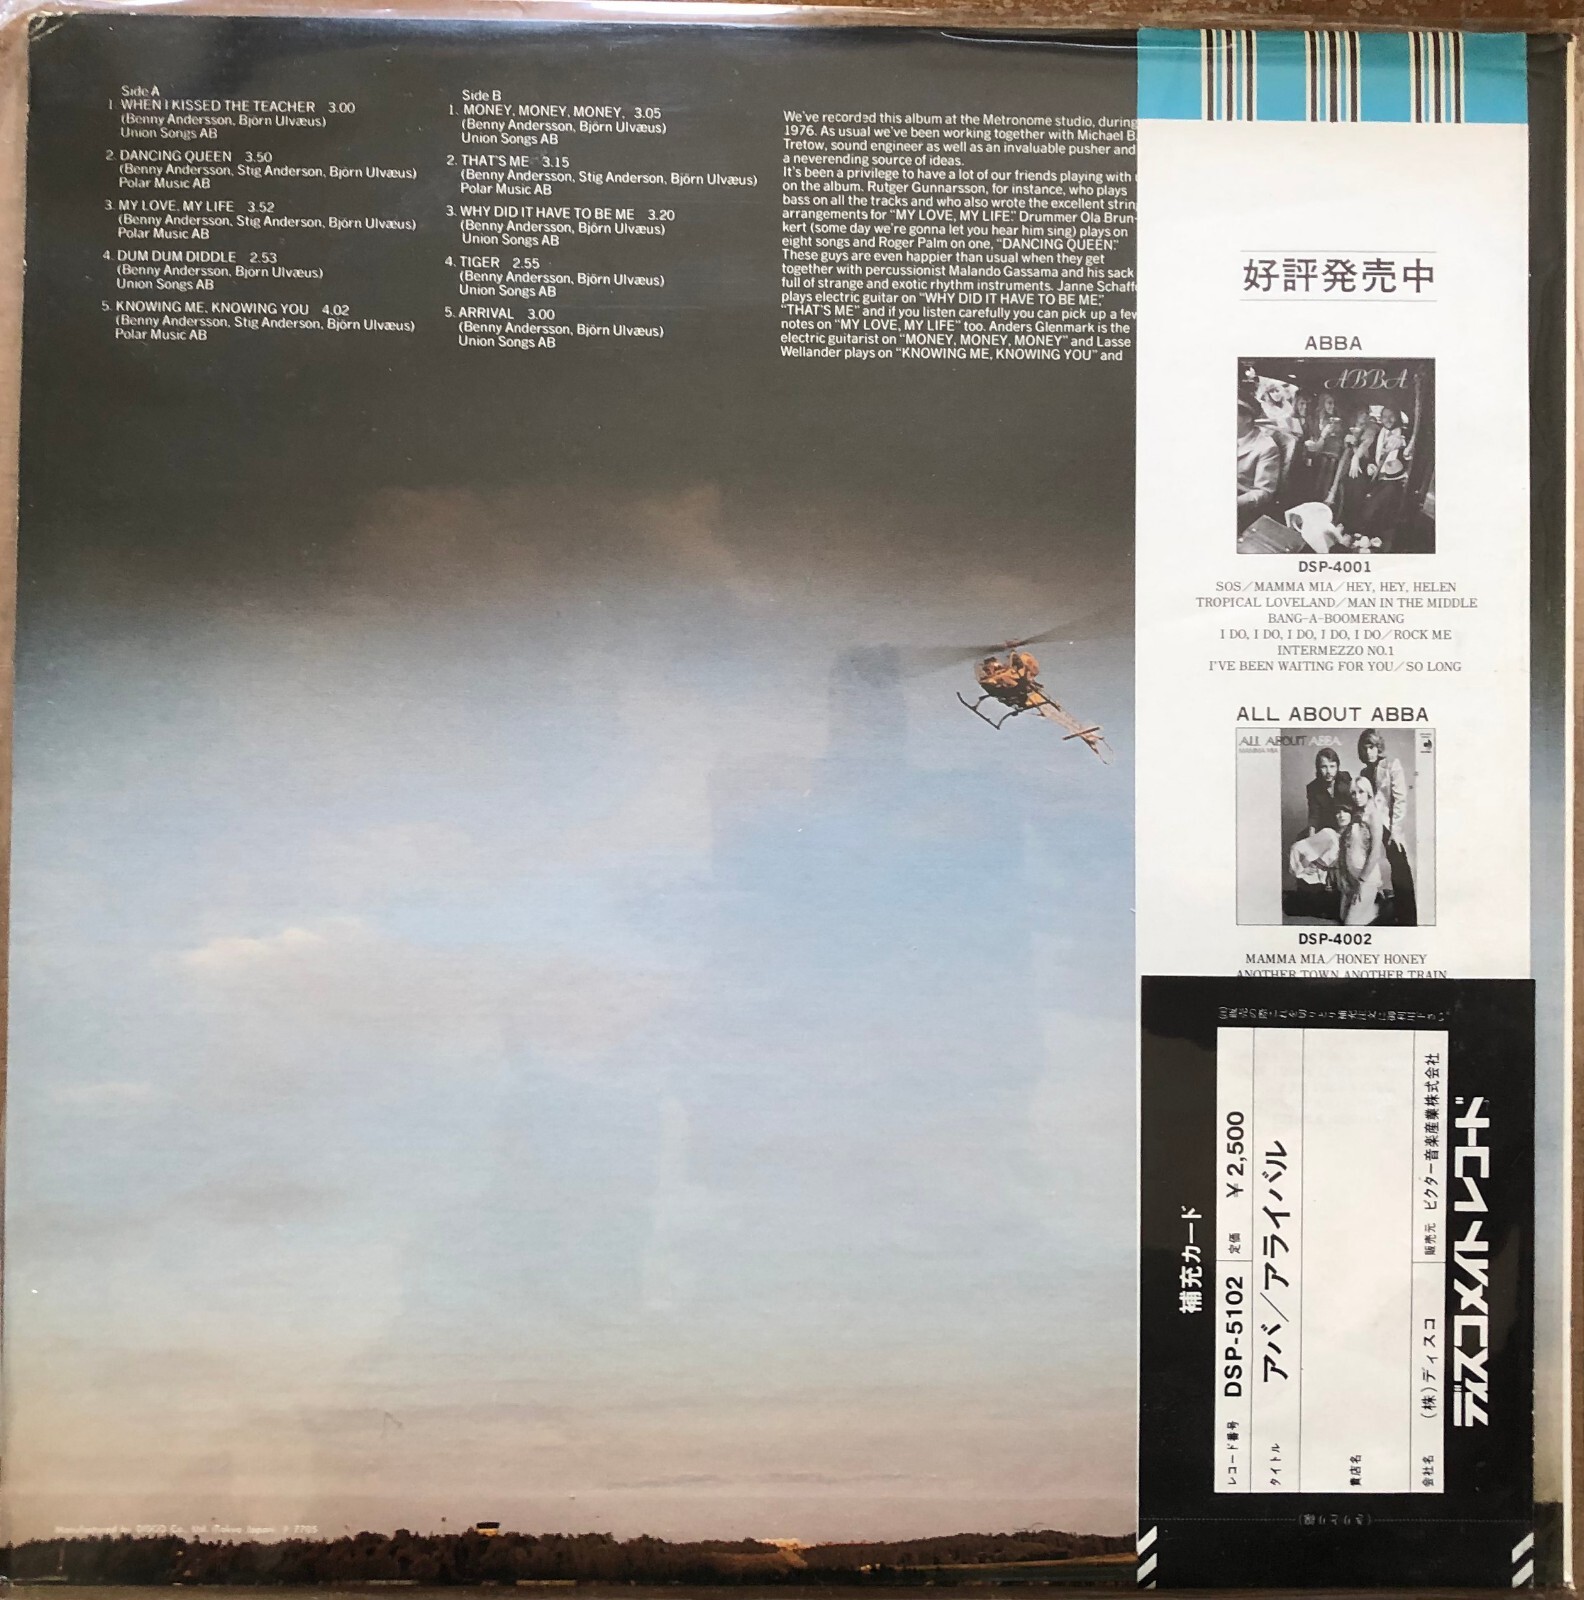 Side A
1. WHEN I KISSED THE TEACHER 3.00
(Benny Andersson, Björn Ulvæus)
Union Songs AB
2. DANCING QUEEN 3.50
(Benny Andersson, Stig Anderson, Björn Ulvæus)
Polar Music AB
3. MY LOVE, MY LIFE 3.52
(Benny Andersson, Stig Anderson, Björn Ulvæus)
Polar Music AB
4. DUM DUM DIDDLE 2.53
(Benny Andersson, Björn Ulvæus)
Union Songs AB
5. KNOWING ME, KNOWING YOU 4.02
(Benny Andersson, Stig Anderson, Björn Ulvæus)
Polar Music AB
Side B
1. MONEY, MONEY, MONEY, 3.05
(Benny Andersson, Björn Ulvæus)
Union Songs AB
2. THAT'S ME 3.15
(Benny Andersson, Stig Anderson, Björn Ulvæus)
Polar Music AB
3. WHY DID IT HAVE TO BE ME 3.20
(Benny Andersson, Björn Ulvæus)
Union Songs AB
4. TIGER 2.55
(Benny Andersson, Björn Ulvæus)
Union Songs AB
5. ARRIVAL 3.00
(Benny Andersson, Björn Ulvæus)
Union Songs AB
We've recorded this album at the Metronome studio, during
1976. As usual we've been working together with Michael B.
Tretow, sound engineer as well as an invaluable pusher and
a neverending source of ideas.
It's been a privilege to have a lot of our friends playing with
on the album. Rutger Gunnarsson, for instance, who plays
bass on all the tracks and who also wrote the excellent string
arrangements for "MY LOVE, MY LIFE". Drummer Ola Brun-
kert (some day we're gonna let you hear him sing) plays on
eight songs and Roger Palm on one, "DANCING QUEEN".
These guys are even happier than usual when they get
together with percussionist Malando Gassama and his sack
full of strange and exotic rhythm instruments. Janne Schaff
plays electric guitar on "WHY DID IT HAVE TO BE ME",
"THAT'S ME" and if you listen carefully you can pick up a few
notes on "MY LOVE, MY LIFE" too. Anders Glenmark is the
electric guitarist on "MONEY, MONEY, MONEY" and Lasse
Wellander plays on "KNOWING ME, KNOWING YOU" and
好評発売中
ABBA
ABBA
DSP-4001
SOS/MAMMA MIA/HEY, HEY, HELEN
TROPICAL LOVELAND/MAN IN THE MIDDLE
BANG-A-BOOMERANG
I DO, I DO, I DO, I DO, I DO/ROCK ME
INTERMEZZO NO.1
I'VE BEEN WAITING FOR YOU/SO LONG
ALL ABOUT ABBA
ALL ABOUT ABBA
MAMMA MIA
DSP-4002
MAMMA MIA/HONEY HONEY
ANOTHER TOWN ANOTHER TRAIN
補充カード
レコード番号 DSP-5102 定価 ¥2,500
タイトル アバ/アライバル
貴店名
会社名 (株)ディスコ 販売元 ビクター音楽産業株式会社
ディスコメイトレコード
Manufactured by DISCO Co., Ltd. Tokyo Japan. P 7705